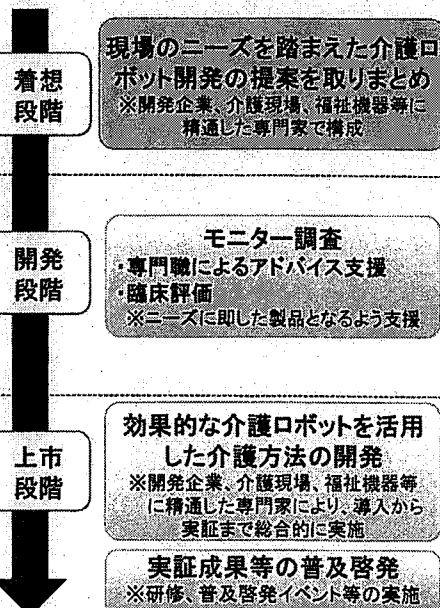 着想
段階
現場のニーズを踏まえた介護ロ
ボット開発の提案を取りまとめ
※開発企業、介護現場、福祉機器等に
精通した専門家で構成
開発
段階
モニター調査
・専門職によるアドバイス支援
・臨床評価
※ニーズに即した製品となるよう支援
上市
段階
効果的な介護ロボットを活用
した介護方法の開発
※開発企業、介護現場、福祉機器等
に精通した専門家により、導入から
実証まで総合的に実施
実証成果等の普及啓発
※研修、普及啓発イベント等の実施